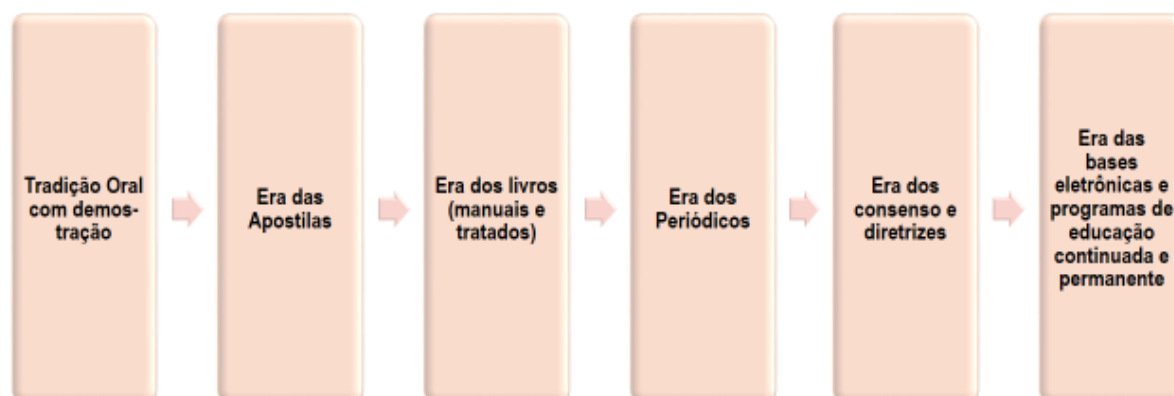 Tradição Oral
com demos-
tração
Era das
Apostilas
Era dos livros
(manuais e
tratados)
Era dos
Periódicos
Era dos
consenso e
diretrizes
Era das
bases
eletrônicas e
programas de
educação
continuada e
permanente